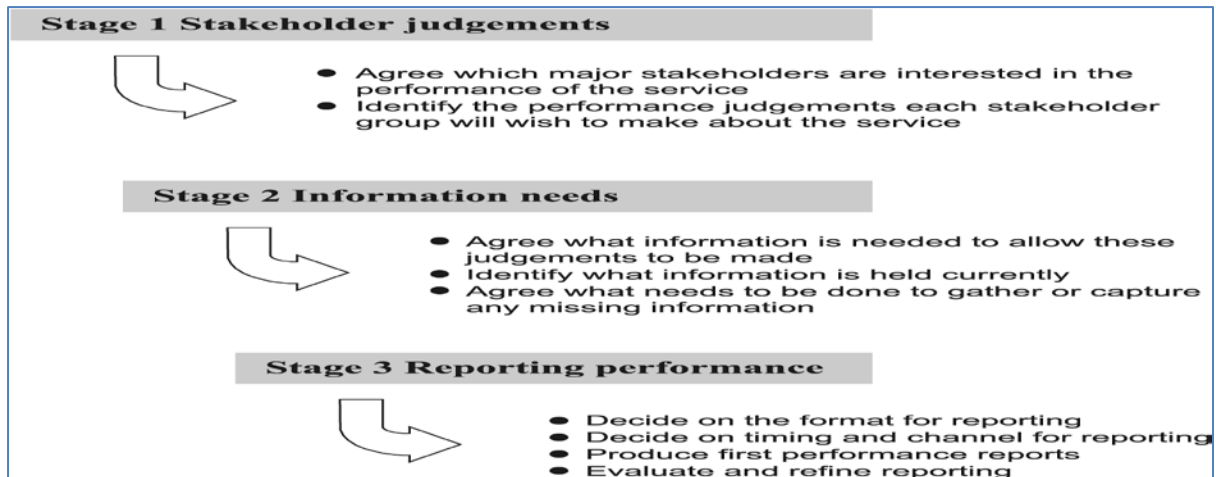 Stage 1 Stakeholder judgements
● Agree which major stakeholders are interested in the
performance of the service
● Identify the performance judgements each stakeholder
group will wish to make about the service
Stage 2 Information needs
● Agree what information is needed to allow these
judgements to be made
● Identify what information is held currently
● Agree what needs to be done to gather or capture
any missing information
Stage 3 Reporting performance
● Decide on the format for reporting
● Decide on timing and channel for reporting
● Produce first performance reports
● Evaluate and refine reporting